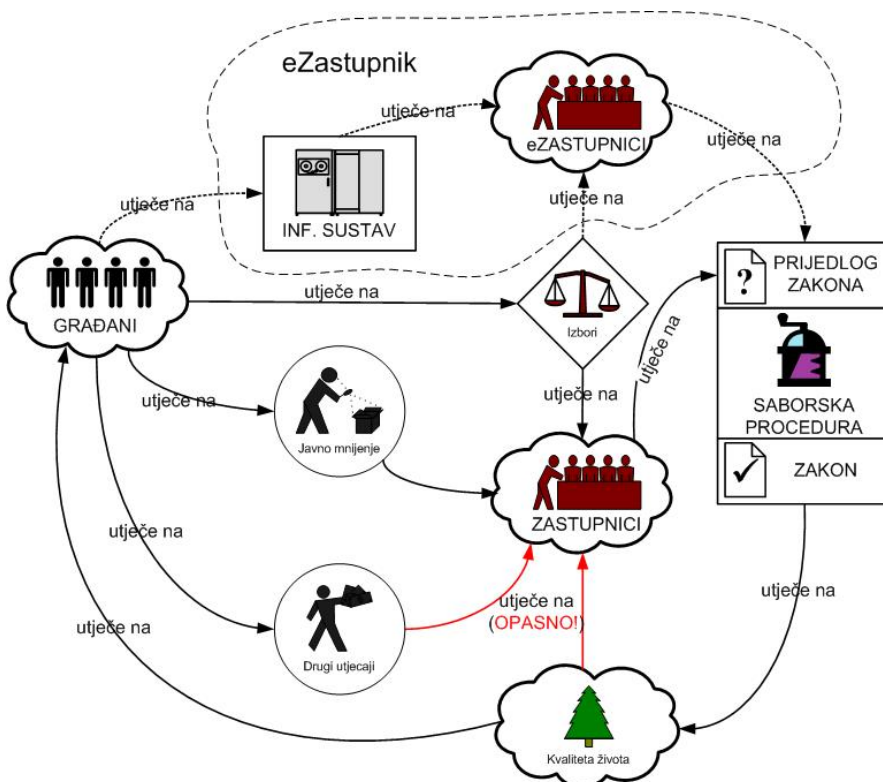 eZastupnik
utječe na
eZASTUPNICI
utječe na
INF. SUSTAV
utječe na
utječe na
GRAĐANI
utječe na
Izbori
?
PRIJEDLOG
ZAKONA
utječe na
SABORSKA
PROCEDURA
utječe na
utječe na
Javno mnijenje
ZASTUPNICI
ZAKON
utječe na
Drugi utjecaji
utječe na
(OPASNO!)
utječe na
utječe na
Kvaliteta života